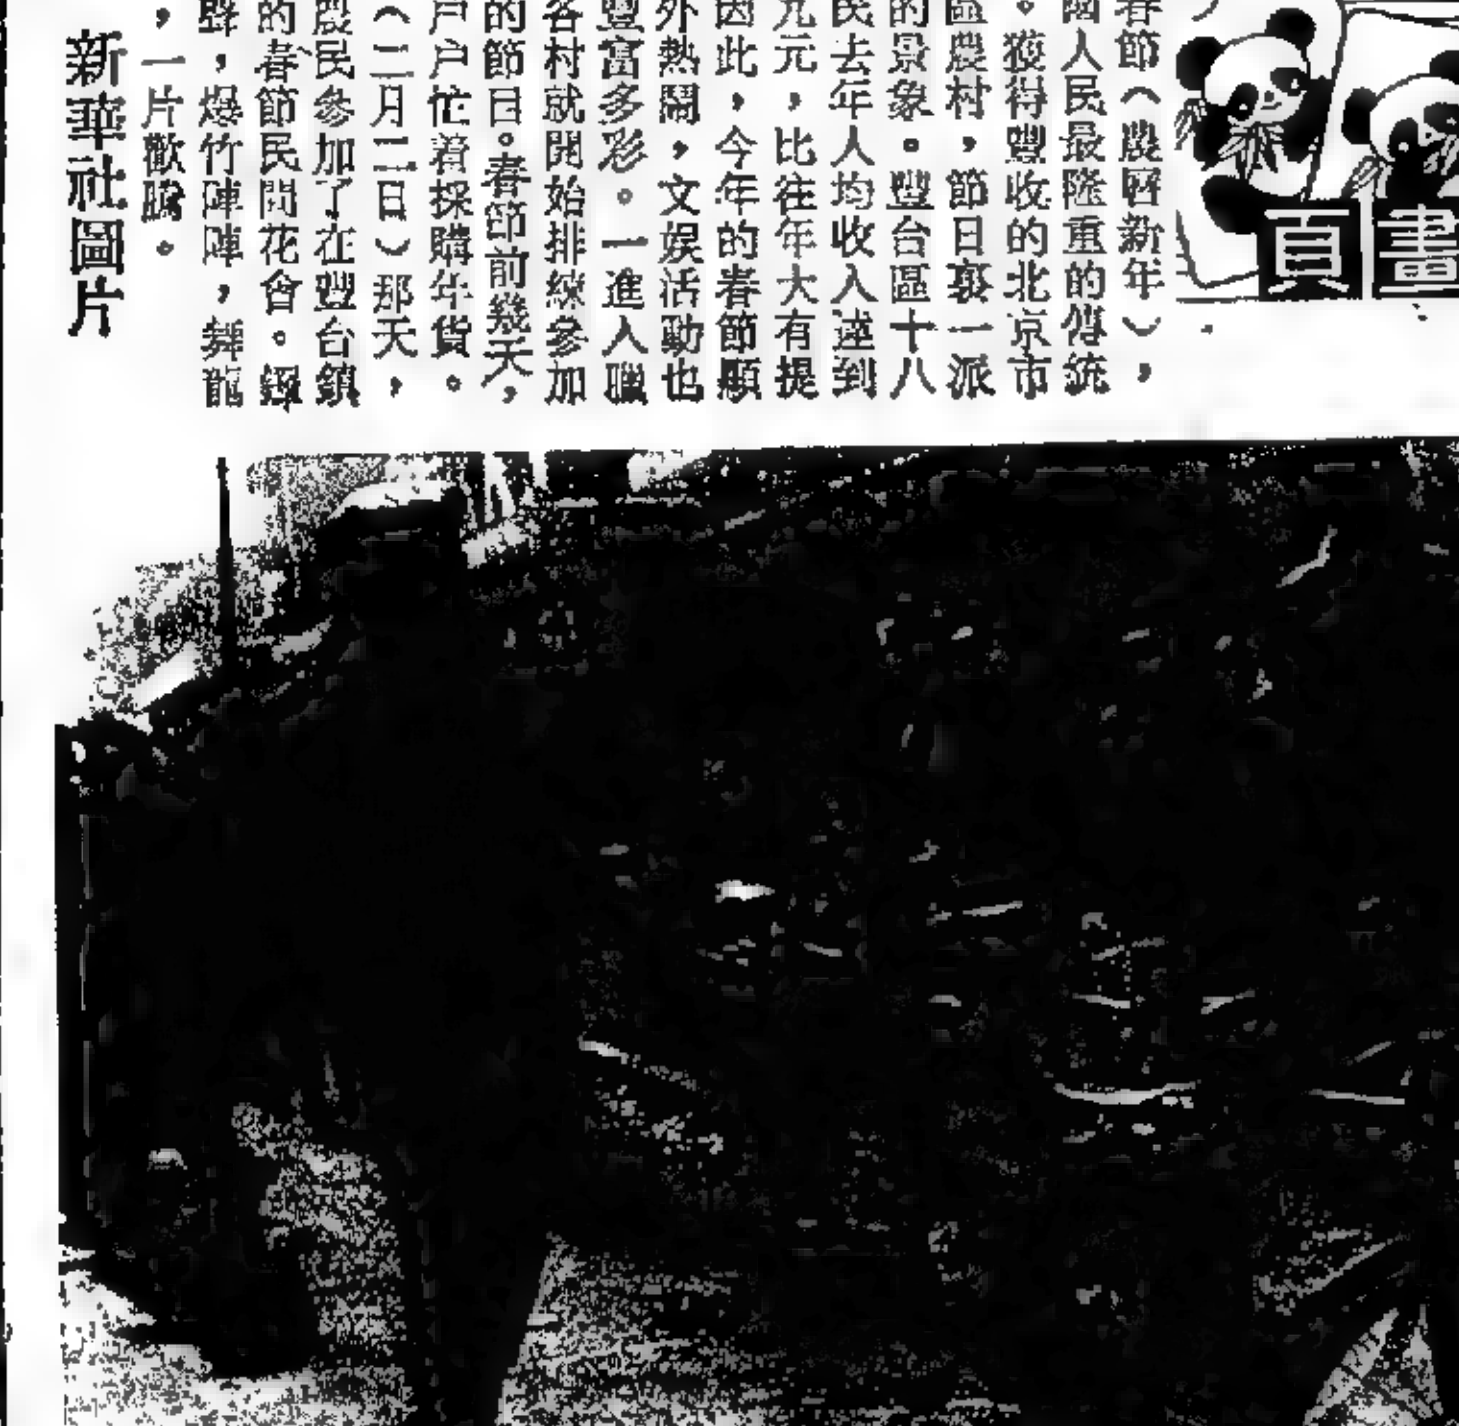 畫頁
春節（農曆新年），
國人民最隆重的傳統
。獲得豐收的北京市
區農村，節日裏一派
的景象。豐台區十八
民去年人均收入達到
九元，比往年大有提
因此，今年的春節顯
外熱鬧，文娱活動也
豐富多彩。一進入臘
各村就開始排練參加
的節目。春節前幾天，
戶戶忙着採購年貨。
（二月二日）那天，
農民參加了在豐台鎮
的春節民間花會。鑼
聲，爆竹陣陣，舞龍
，一片歡騰。
新華社圖片